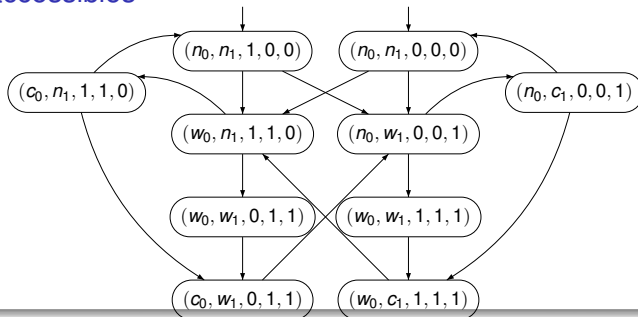 (n₀, n₁, 1, 0, 0) (n₀, n₁, 0, 0, 0)
(c₀, n₁, 1, 1, 0) (n₀, c₁, 0, 0, 1)
(w₀, n₁, 1, 1, 0) (n₀, w₁, 0, 0, 1)
(w₀, w₁, 0, 1, 1) (w₀, w₁, 1, 1, 1)
(c₀, w₁, 0, 1, 1) (w₀, c₁, 1, 1, 1)